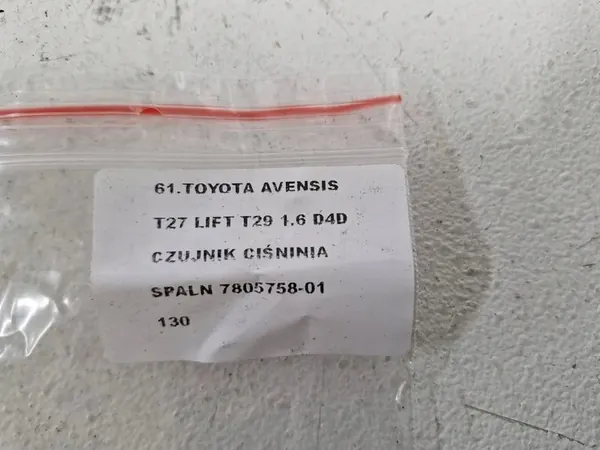 61.TOYOTA AVENSIS
T27 LIFT T29 1.6 D4D
CZUJNIK CIŚNINIA
SPALN 7805758-01
130